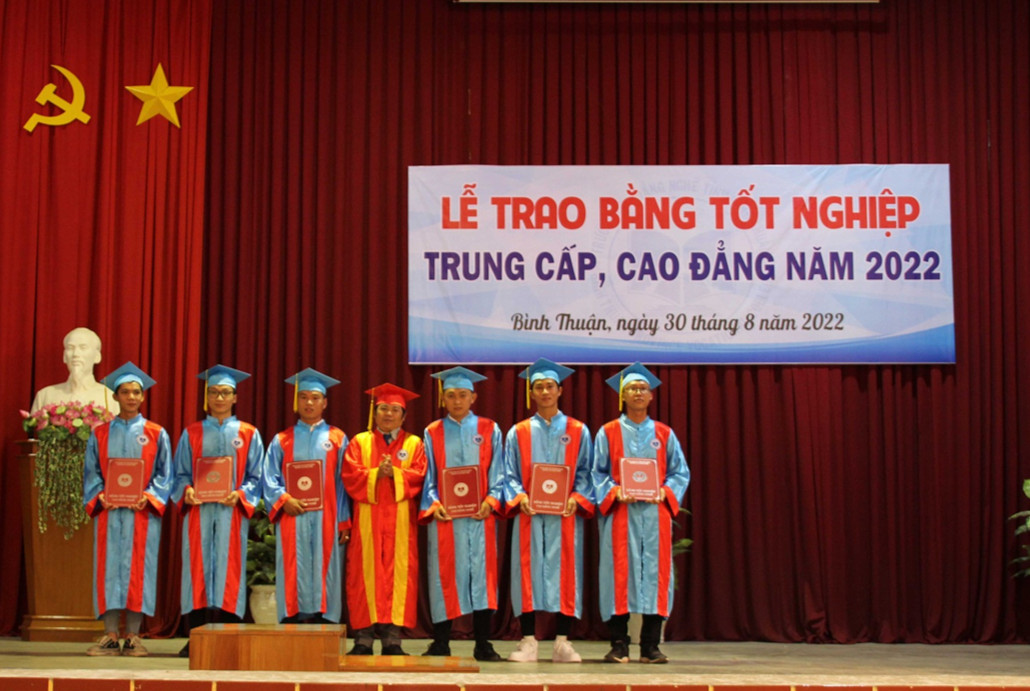 LỄ TRAO BẰNG TỐT NGHIỆP
TRUNG CẤP, CAO ĐẲNG NĂM 2022
Bình Thuận, ngày 30 tháng 8 năm 2022